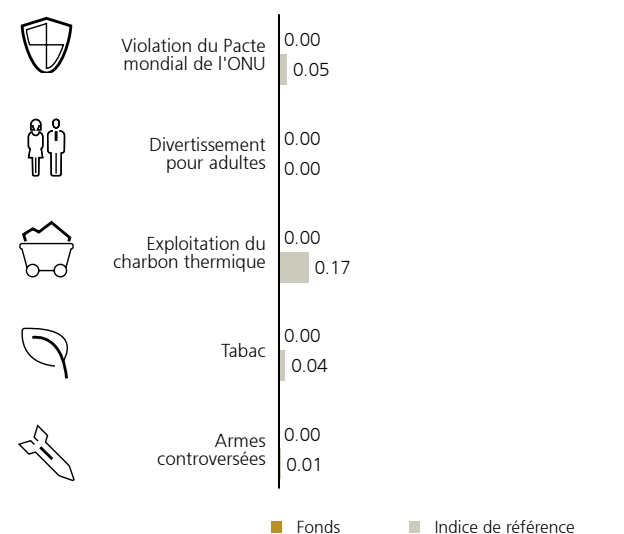 Violation du Pacte
mondial de l'ONU
0.00
0.05
Divertissement
pour adultes
0.00
0.00
Exploitation du
charbon thermique
0.00
0.17
Tabac
0.00
0.04
Armes
controversées
0.00
0.01
Fonds
Indice de référence